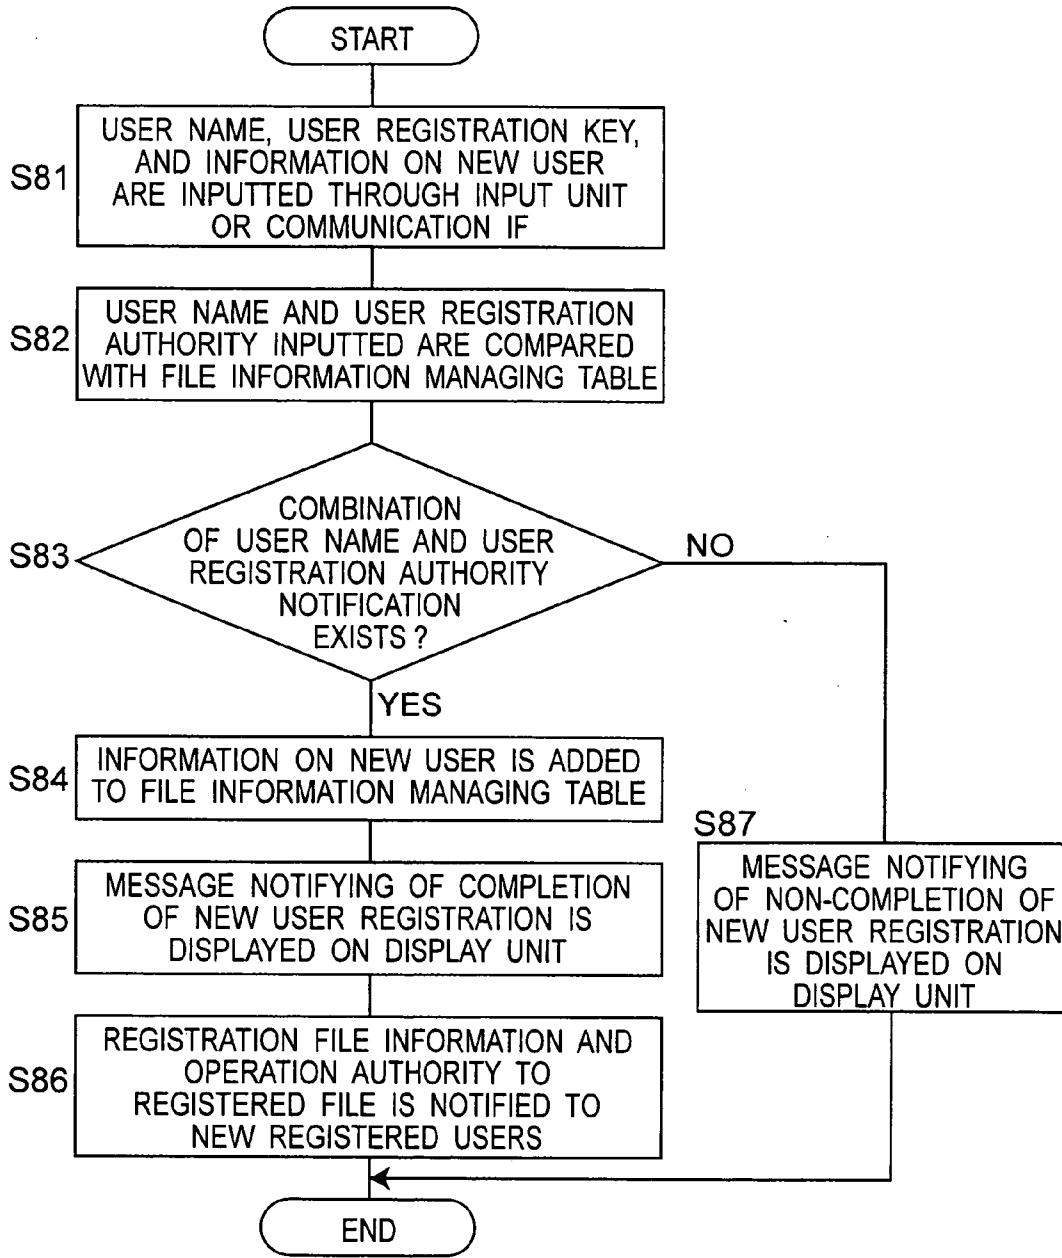 START
S81
USER NAME, USER REGISTRATION KEY,
AND INFORMATION ON NEW USER
ARE INPUTTED THROUGH INPUT UNIT
OR COMMUNICATION IF
S82
USER NAME AND USER REGISTRATION
AUTHORITY INPUTTED ARE COMPARED
WITH FILE INFORMATION MANAGING TABLE
S83
COMBINATION
OF USER NAME AND USER
REGISTRATION AUTHORITY
NOTIFICATION
EXISTS ?
NO
YES
S84
INFORMATION ON NEW USER IS ADDED
TO FILE INFORMATION MANAGING TABLE
S85
MESSAGE NOTIFYING OF COMPLETION
OF NEW USER REGISTRATION IS
DISPLAYED ON DISPLAY UNIT
S86
REGISTRATION FILE INFORMATION AND
OPERATION AUTHORITY TO
REGISTERED FILE IS NOTIFIED TO
NEW REGISTERED USERS
S87
MESSAGE NOTIFYING
OF NON-COMPLETION OF
NEW USER REGISTRATION
IS DISPLAYED ON
DISPLAY UNIT
END